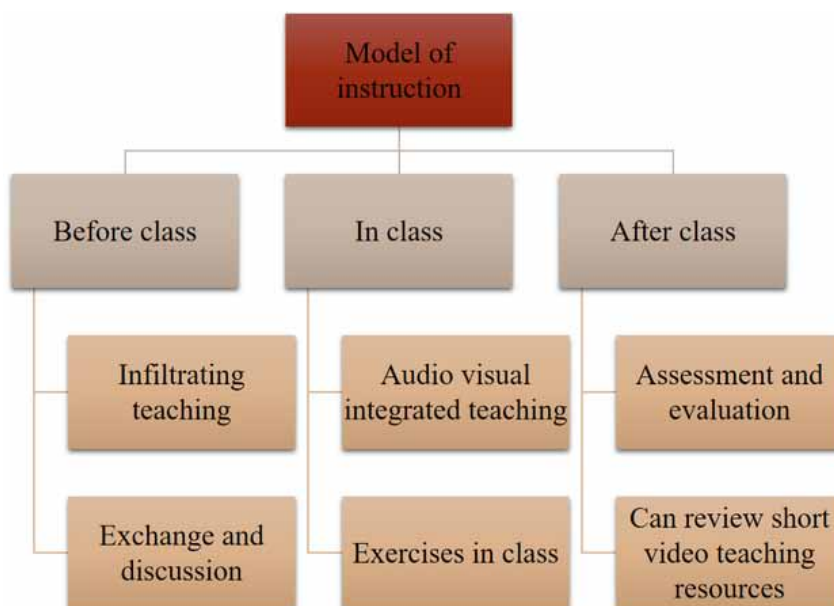 Model of
instruction
Before class
In class
After class
Infiltrating
teaching
Audio visual
integrated teaching
Assessment and
evaluation
Exchange and
discussion
Exercises in class
Can review short
video teaching
resources